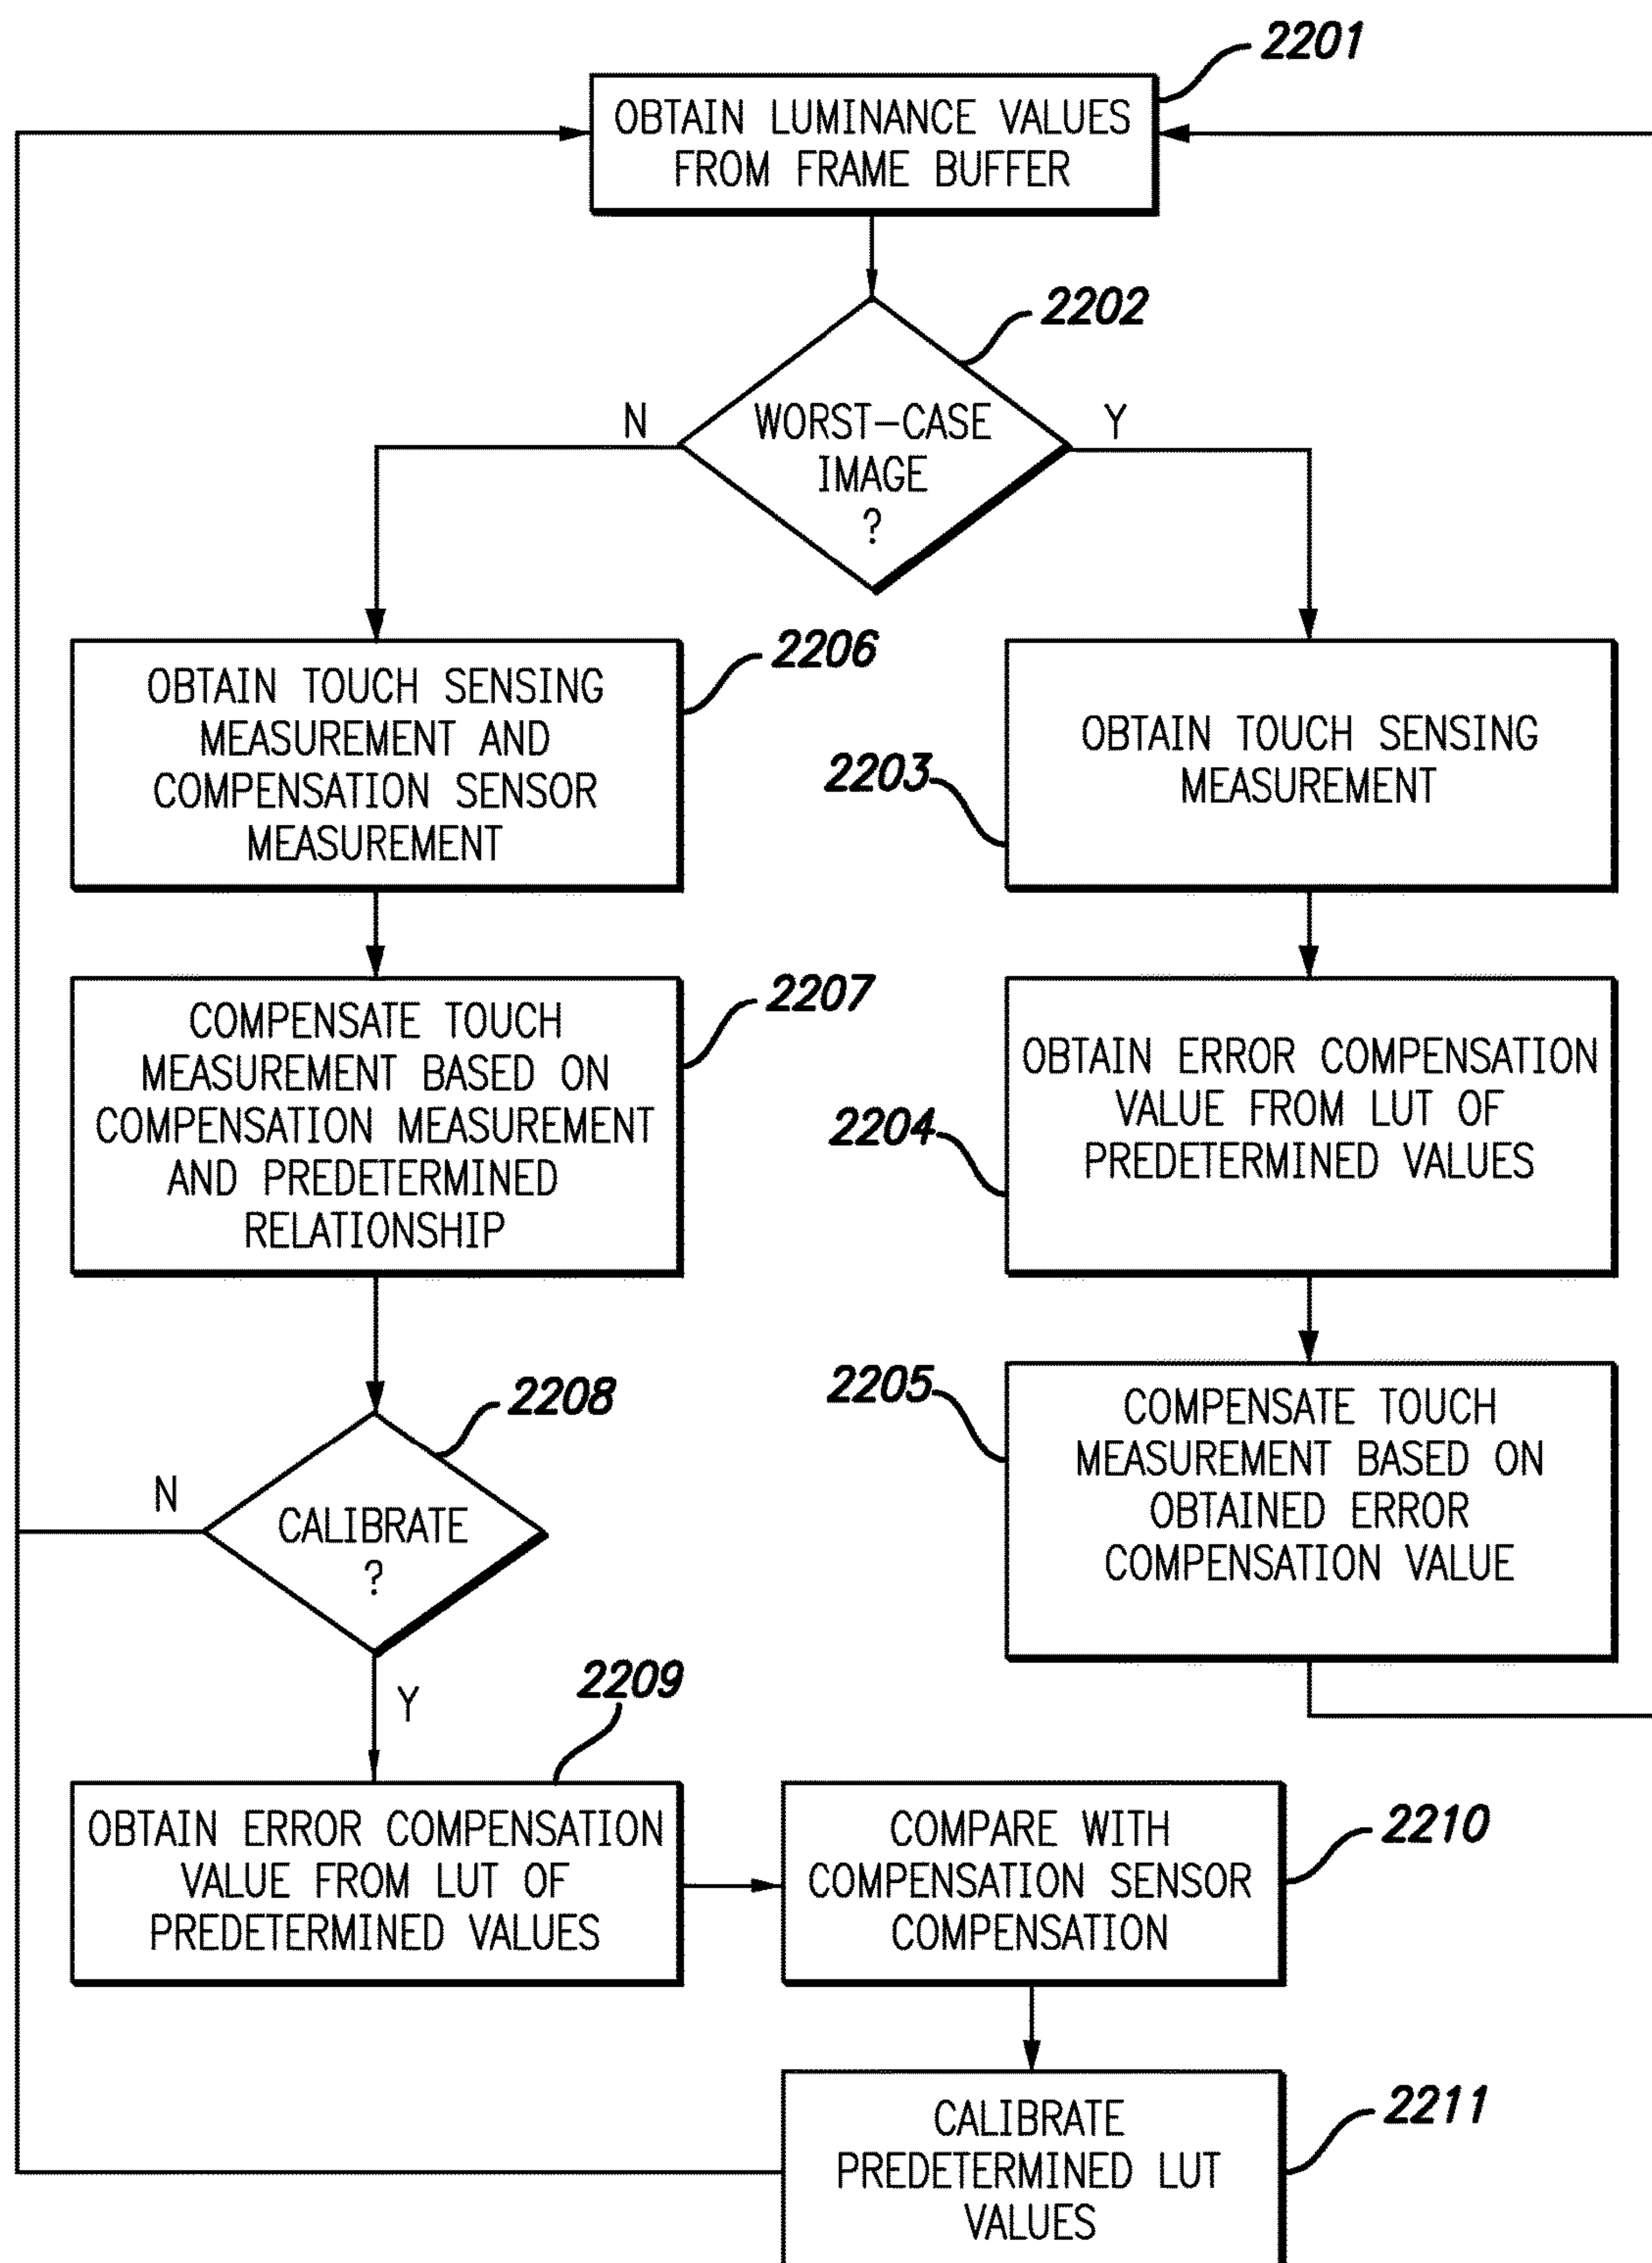 2201
OBTAIN LUMINANCE VALUES
FROM FRAME BUFFER
2202
N
WORST-CASE
IMAGE
?
Y
2206
OBTAIN TOUCH SENSING
MEASUREMENT AND
COMPENSATION SENSOR
MEASUREMENT
2203
OBTAIN TOUCH SENSING
MEASUREMENT
2207
COMPENSATE TOUCH
MEASUREMENT BASED ON
COMPENSATION MEASUREMENT
AND PREDETERMINED
RELATIONSHIP
2204
OBTAIN ERROR COMPENSATION
VALUE FROM LUT OF
PREDETERMINED VALUES
2208
N
CALIBRATE
?
Y
2205
COMPENSATE TOUCH
MEASUREMENT BASED ON
OBTAINED ERROR
COMPENSATION VALUE
2209
OBTAIN ERROR COMPENSATION
VALUE FROM LUT OF
PREDETERMINED VALUES
2210
COMPARE WITH
COMPENSATION SENSOR
COMPENSATION
2211
CALIBRATE
PREDETERMINED LUT
VALUES